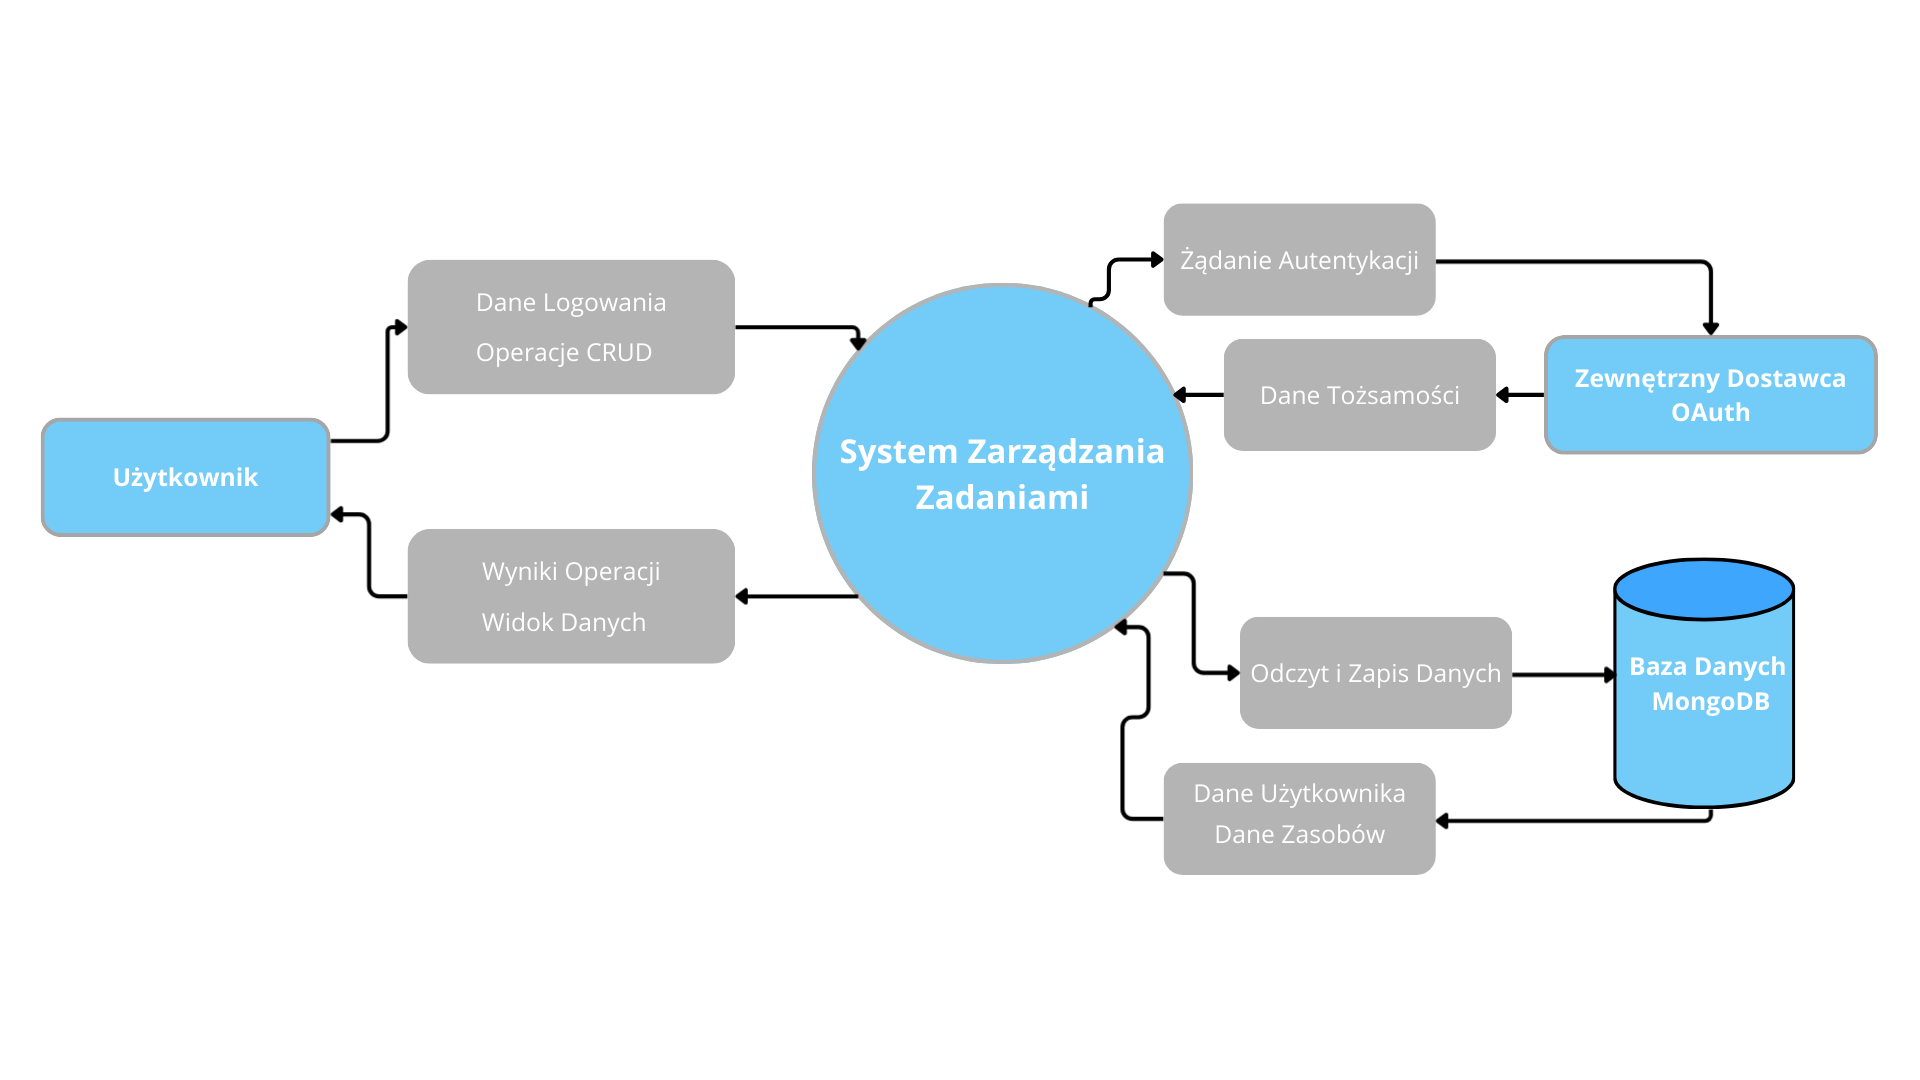 Dane Logowania
Operacje CRUD
Użytkownik
Wyniki Operacji
Widok Danych
System Zarządzania
Zadaniami
Żądanie Autentykacji
Dane Tożsamości
Zewnętrzny Dostawca
OAuth
Odczyt i Zapis Danych
Baza Danych
MongoDB
Dane Użytkownika
Dane Zasobów